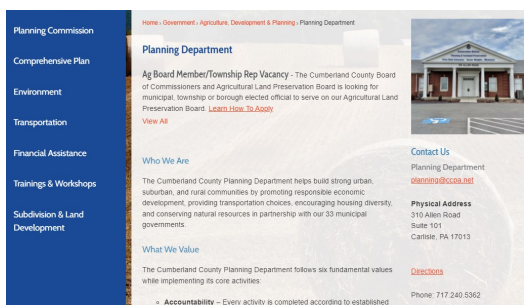 Planning Commission
Comprehensive Plan
Environment
Transportation
Financial Assistance
Trainings & Workshops
Subdivision & Land
Development
Home › Government › Agriculture, Development & Planning › Planning Department
Planning Department
Ag Board Member/Township Rep Vacancy - The Cumberland County Board
of Commissioners and Agricultural Land Preservation Board is looking for
municipal, township or borough elected official to serve on our Agricultural Land
Preservation Board. Learn How To Apply
View All
Who We Are
The Cumberland County Planning Department helps build strong urban,
suburban, and rural communities by promoting responsible economic
development, providing transportation choices, encouraging housing diversity,
and conserving natural resources in partnership with our 33 municipal
governments.
What We Value
The Cumberland County Planning Department follows six fundamental values
while implementing its core activities:
Accountability – Every activity is completed according to established
Contact Us
Planning Department
planning@ccpa.net
Physical Address
310 Allen Road
Suite 101
Carlisle, PA 17013
Directions
Phone: 717.240.5362